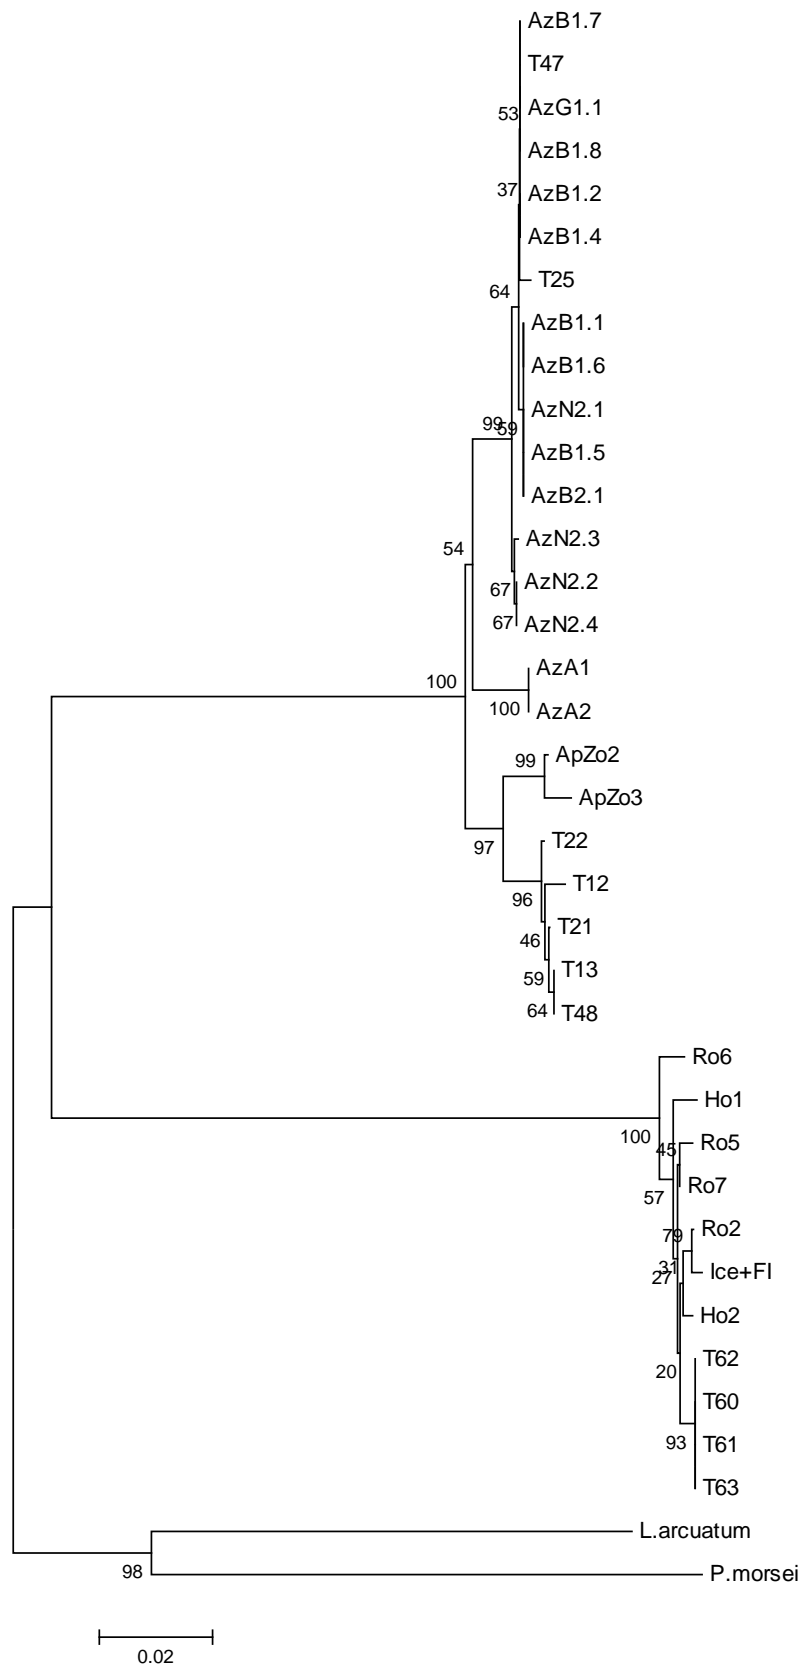 AzB1.7
T47
AzG1.1
53
AzB1.8
37
AzB1.2
AzB1.4
T25
64
AzB1.1
AzB1.6
AzN2.1
99
59
AzB1.5
AzB2.1
AzN2.3
54
AzN2.2
67
AzN2.4
67
AzA1
100
AzA2
100
ApZo2
99
ApZo3
T22
97
T12
96
T21
46
T13
59
T48
64
Ro6
Ho1
100
Ro5
45
Ro7
57
Ro2
79
Ice+FI
31
27
Ho2
T62
20
T60
T61
93
T63
L.arcuatum
98
P.morsei
0.02